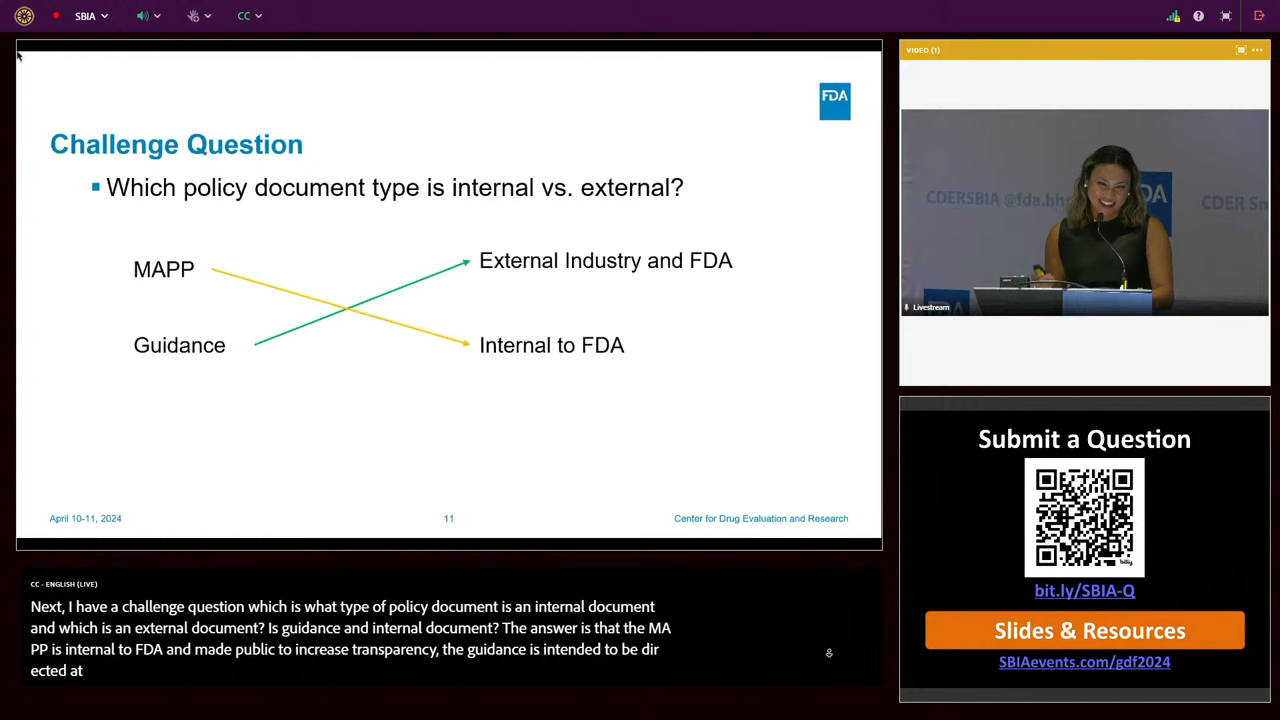 SBIA
CC
FDA
Challenge Question
Which policy document type is internal vs. external?
MAPP
External Industry and FDA
Guidance
Internal to FDA
April 10-11, 2024
11
Center for Drug Evaluation and Research
CC - ENGLISH (LIVE)
Next, I have a challenge question which is what type of policy document is an internal document
and which is an external document? Is guidance and internal document? The answer is that the MA
PP is internal to FDA and made public to increase transparency, the guidance is intended to be dir
ected at
VIDEO (1)
CDERSBIA @fda.hh
DA
CDER Sm
Livestream
Submit a Question
bitly
bit.ly/SBIA-Q
Slides & Resources
SBIAevents.com/gdf2024